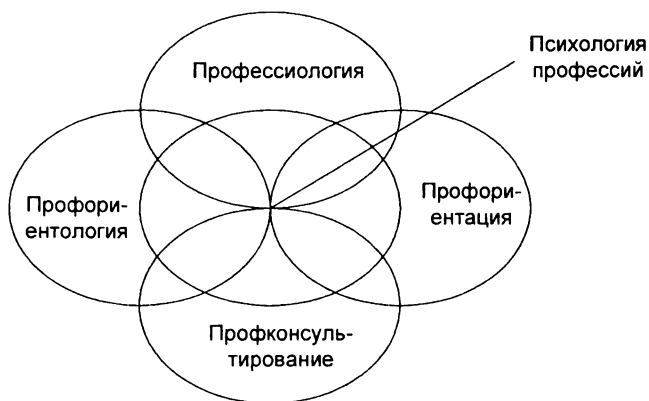 Психология
профессий
Профессиология
Профори-
ентология
Профори-
ентация
Профконсуль-
тирование